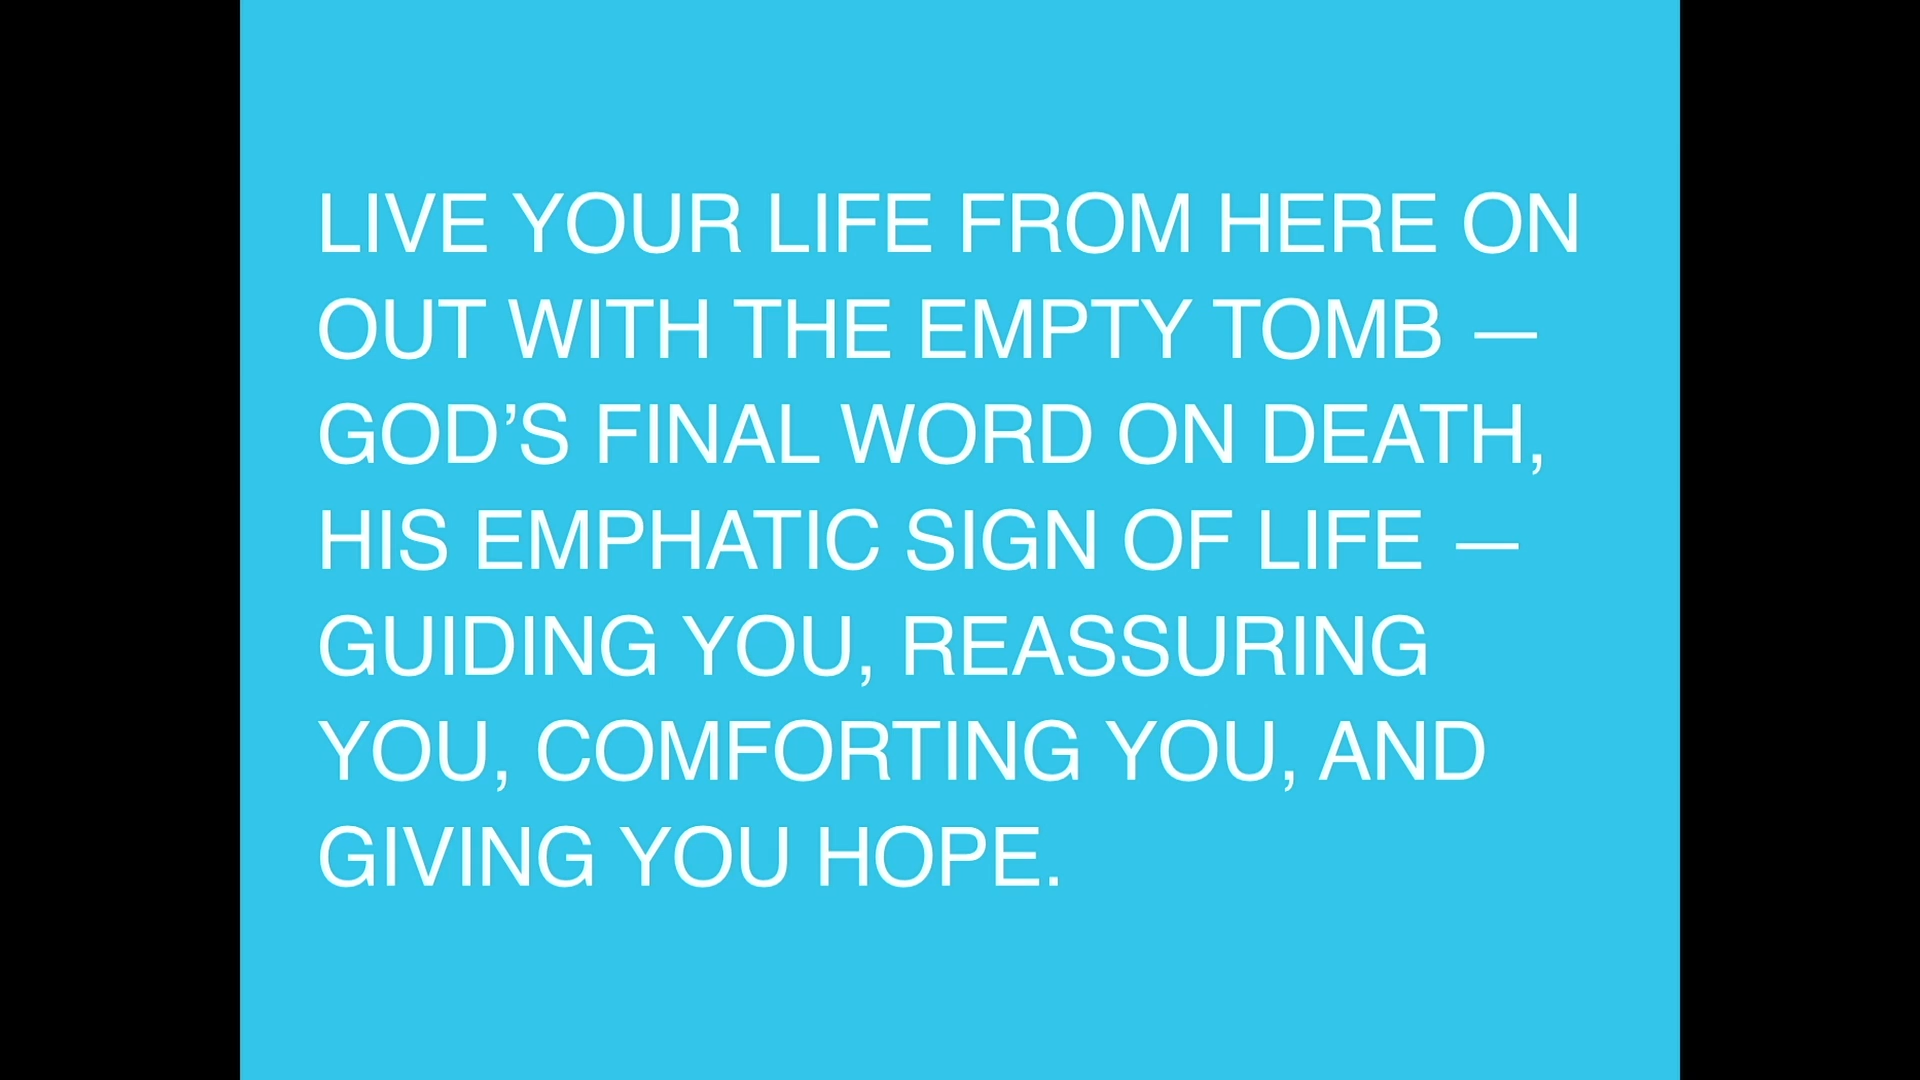 LIVE YOUR LIFE FROM HERE ON
OUT WITH THE EMPTY TOMB —
GOD’S FINAL WORD ON DEATH,
HIS EMPHATIC SIGN OF LIFE —
GUIDING YOU, REASSURING
YOU, COMFORTING YOU, AND
GIVING YOU HOPE.